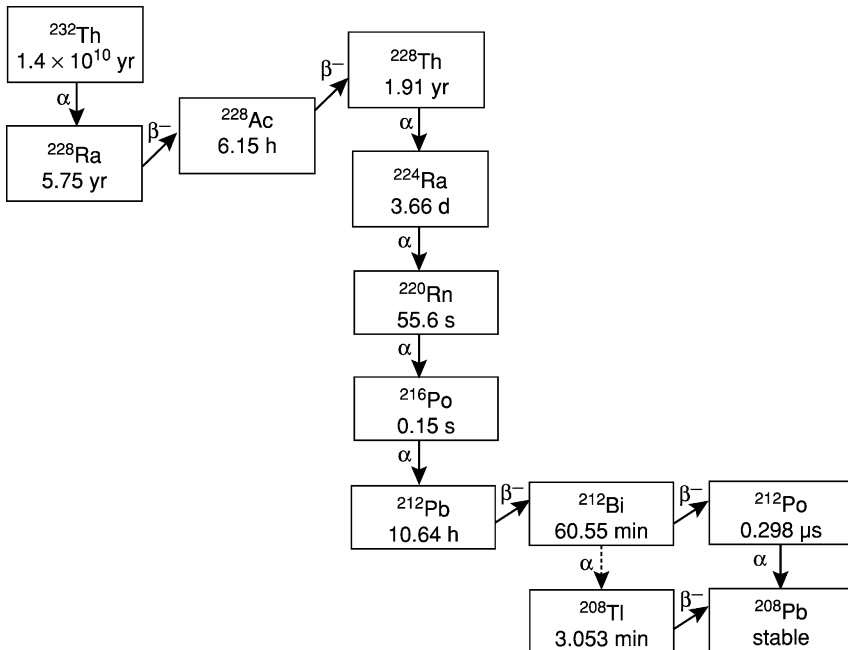 ²³²Th
1.4 × 10¹⁰ yr
α
²²⁸Ra
5.75 yr
β⁻
²²⁸Ac
6.15 h
β⁻
²²⁸Th
1.91 yr
α
²²⁴Ra
3.66 d
α
²²⁰Rn
55.6 s
α
²¹⁶Po
0.15 s
α
²¹²Pb
10.64 h
β⁻
²¹²Bi
60.55 min
β⁻
²¹²Po
0.298 µs
α
α
²⁰⁸Tl
3.053 min
β⁻
²⁰⁸Pb
stable